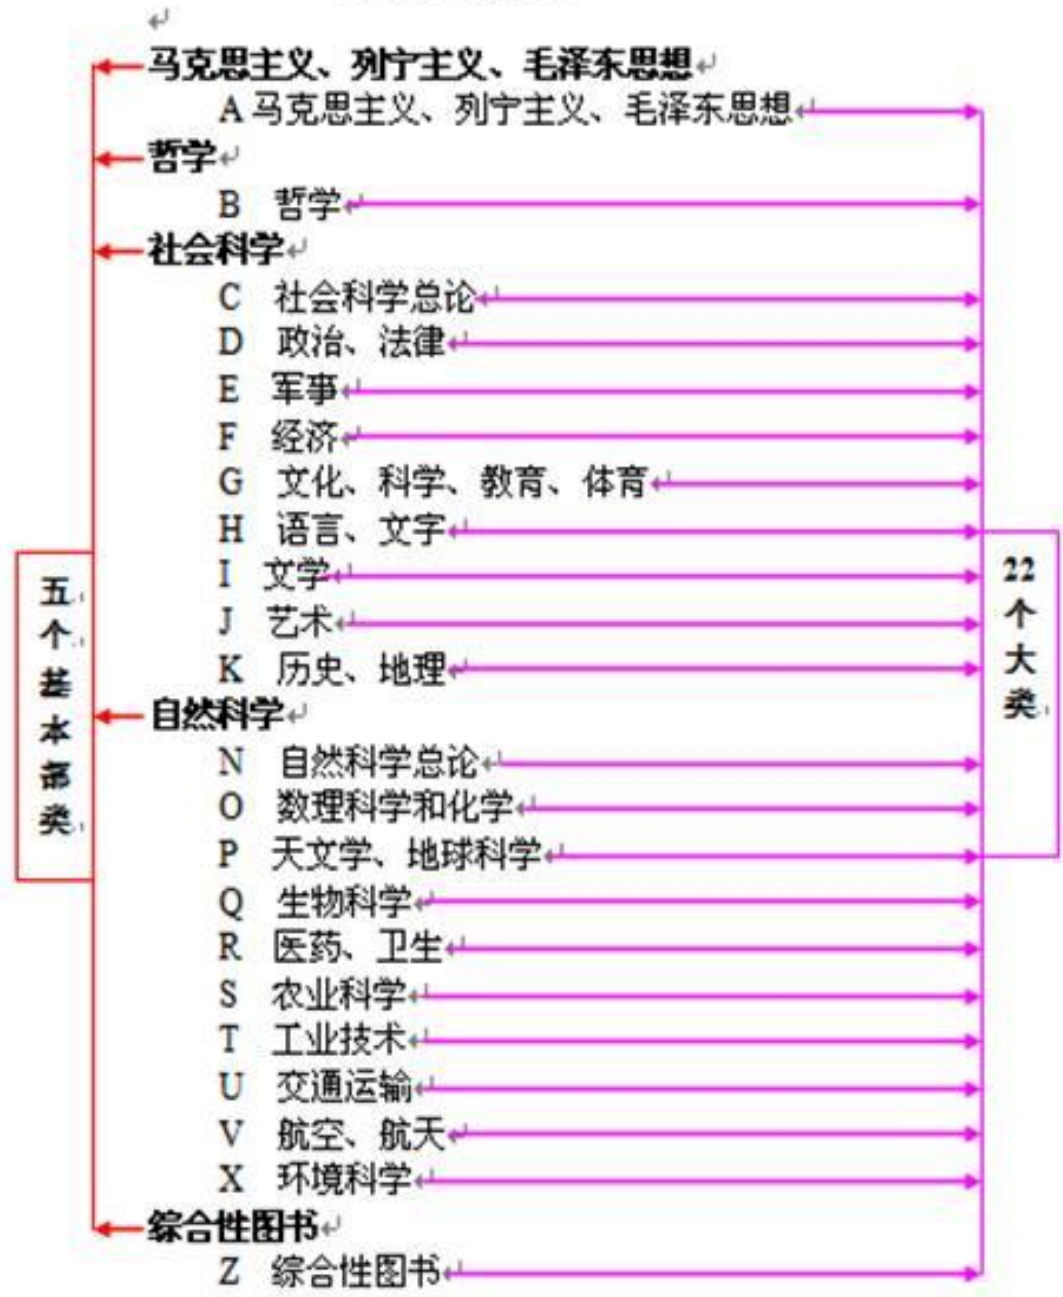 马克思主义、列宁主义、毛泽东思想
A 马克思主义、列宁主义、毛泽东思想
哲学
B 哲学
社会科学
C 社会科学总论
D 政治、法律
E 军事
F 经济
G 文化、科学、教育、体育
H 语言、文字
I 文学
J 艺术
K 历史、地理
自然科学
N 自然科学总论
O 数理科学和化学
P 天文学、地球科学
Q 生物科学
R 医药、卫生
S 农业科学
T 工业技术
U 交通运输
V 航空、航天
X 环境科学
综合性图书
Z 综合性图书
五个基本部类
22个大类